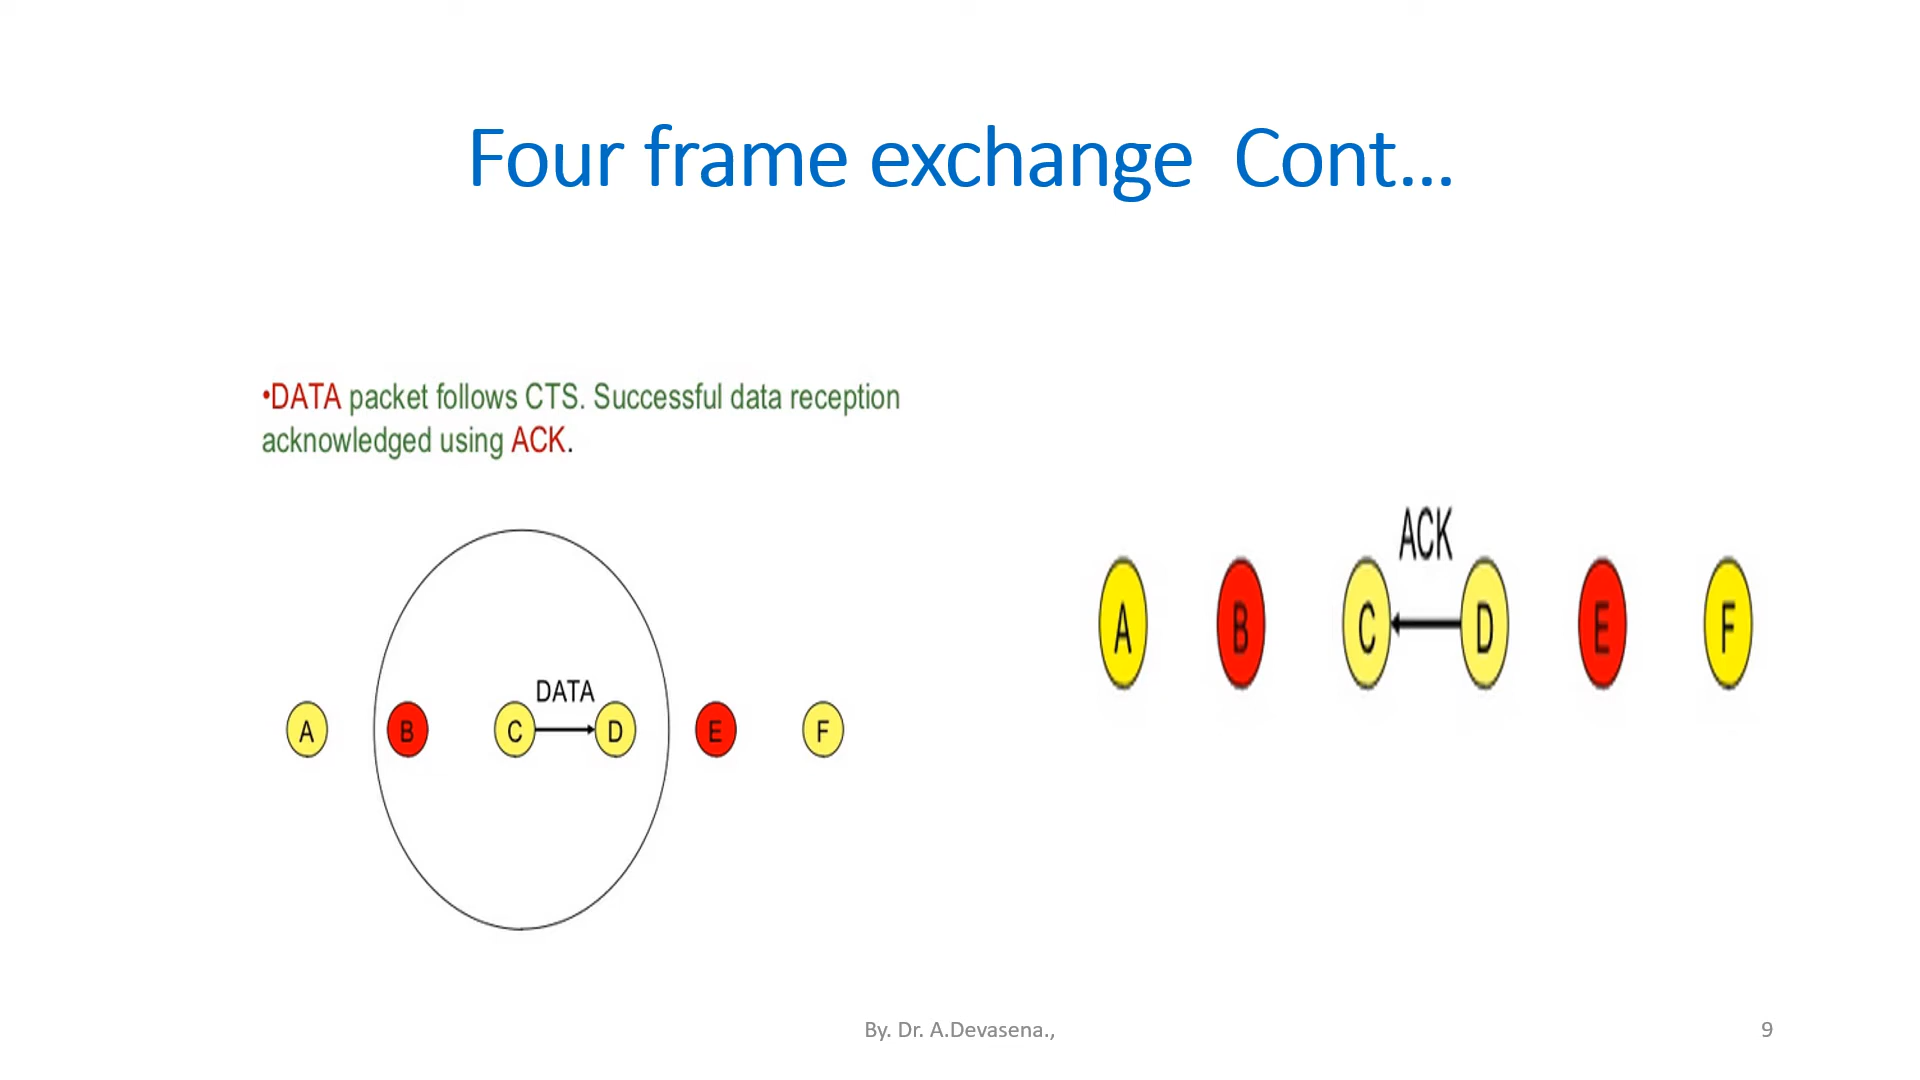 Four frame exchange  Cont...
•DATA packet follows CTS. Successful data reception
acknowledged using ACK.
DATA
A B C D E F
ACK
A B C D E F
By. Dr. A.Devasena.,
9